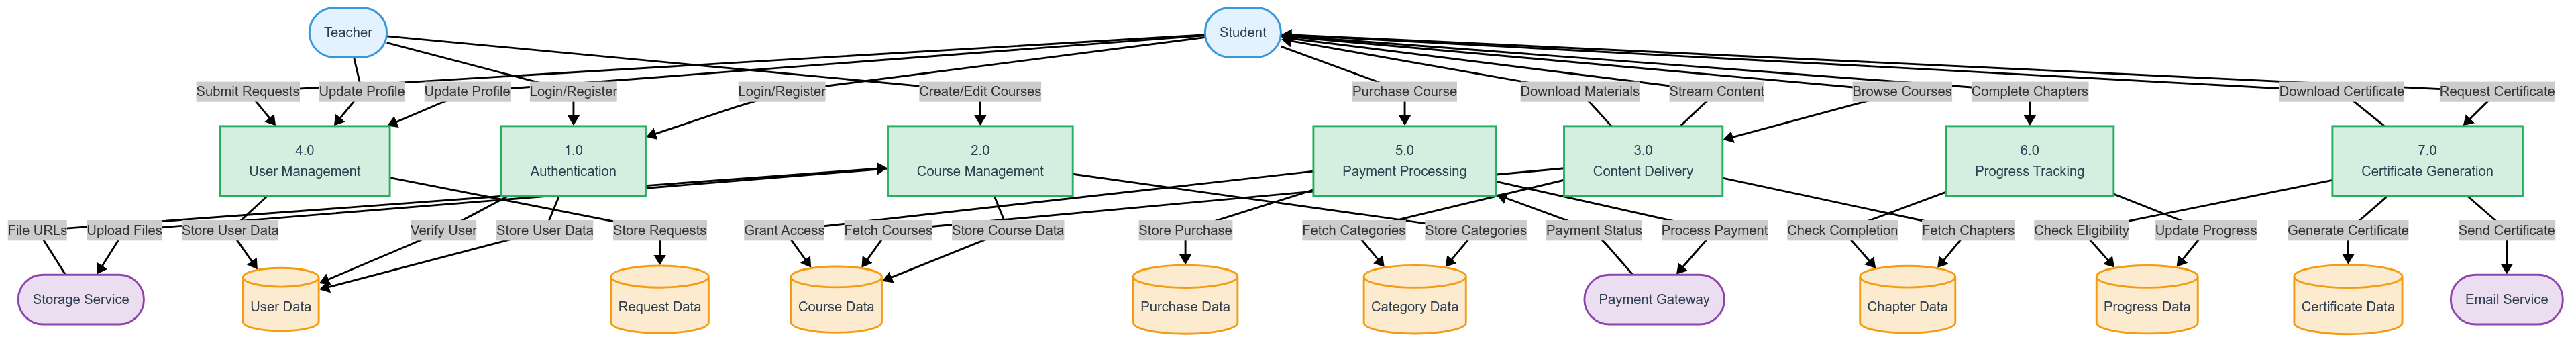 Teacher
Student
Submit Requests
Update Profile
Update Profile
Login/Register
Login/Register
Create/Edit Courses
Purchase Course
Download Materials
Stream Content
Browse Courses
Complete Chapters
Download Certificate
Request Certificate
4.0
User Management
1.0
Authentication
2.0
Course Management
5.0
Payment Processing
3.0
Content Delivery
6.0
Progress Tracking
7.0
Certificate Generation
File URLs
Upload Files
Store User Data
Verify User
Store User Data
Store Requests
Grant Access
Fetch Courses
Store Course Data
Store Purchase
Fetch Categories
Store Categories
Payment Status
Process Payment
Check Completion
Fetch Chapters
Check Eligibility
Update Progress
Generate Certificate
Send Certificate
Storage Service
User Data
Request Data
Course Data
Purchase Data
Category Data
Payment Gateway
Chapter Data
Progress Data
Certificate Data
Email Service